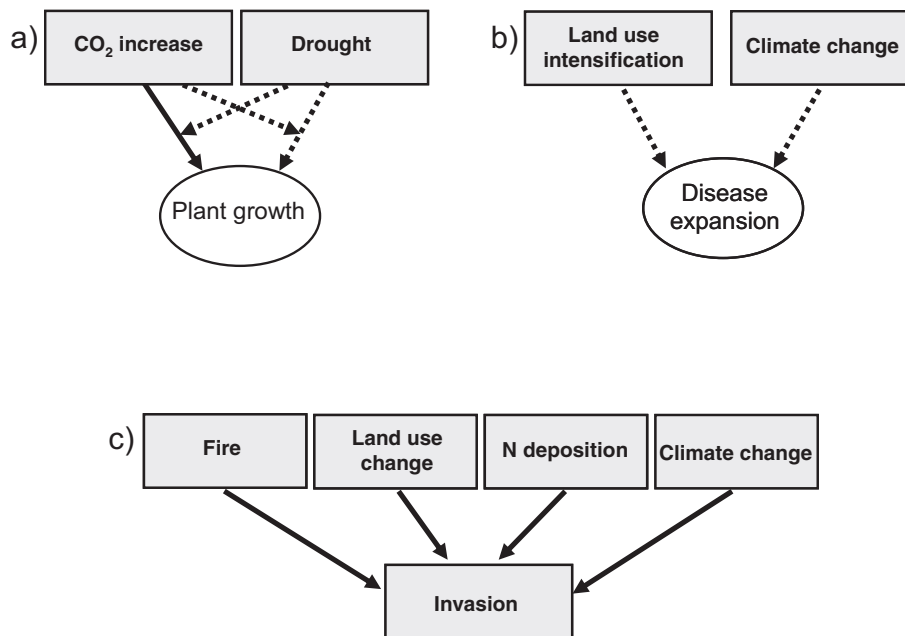 a)
CO₂ increase
Drought
Plant growth
b)
Land use
intensification
Climate change
Disease
expansion
c)
Fire
Land use
change
N deposition
Climate change
Invasion